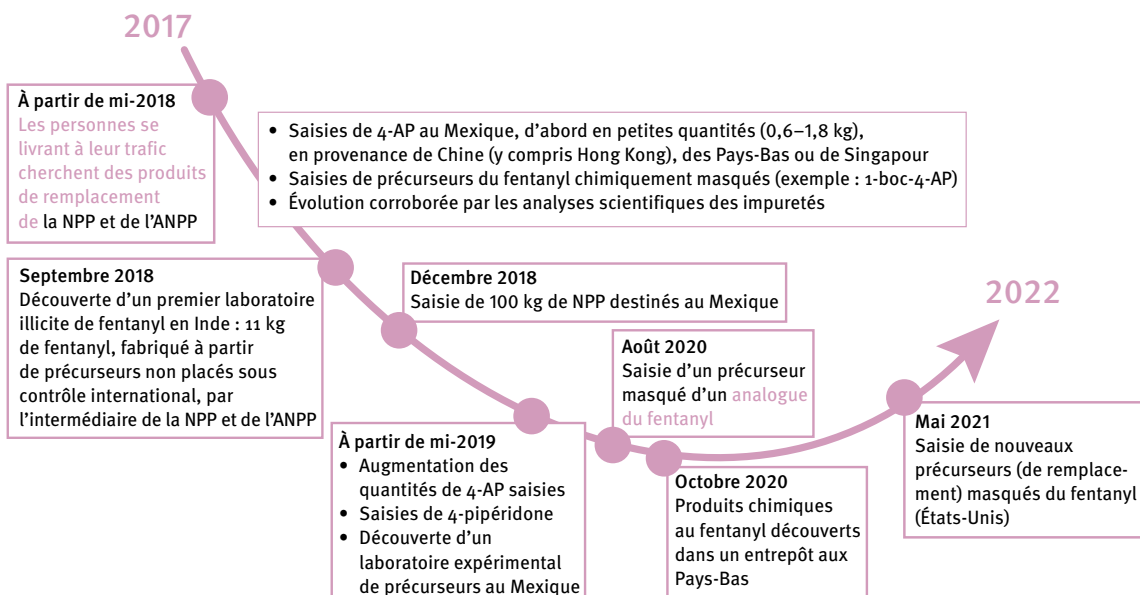 2017
À partir de mi-2018
Les personnes se
livrant à leur trafic
cherchent des produits
de remplacement
de la NPP et de l’ANPP
• Saisies de 4-AP au Mexique, d'abord en petites quantités (0,6–1,8 kg),
en provenance de Chine (y compris Hong Kong), des Pays-Bas ou de Singapour
• Saisies de précurseurs du fentanyl chimiquement masqués (exemple : 1-boc-4-AP)
• Évolution corroborée par les analyses scientifiques des impuretés
Septembre 2018
Découverte d’un premier laboratoire
illicite de fentanyl en Inde : 11 kg
de fentanyl, fabriqué à partir
de précurseurs non placés sous
contrôle international, par
l’intermédiaire de la NPP et de l’ANPP
Décembre 2018
Saisie de 100 kg de NPP destinés au Mexique
À partir de mi-2019
• Augmentation des
quantités de 4-AP saisies
• Saisies de 4-pipéridone
• Découverte d’un
laboratoire expérimental
de précurseurs au Mexique
Août 2020
Saisie d’un précurseur
masqué d’un analogue
du fentanyl
Octobre 2020
Produits chimiques
au fentanyl découverts
dans un entrepôt aux
Pays-Bas
Mai 2021
Saisie de nouveaux
précurseurs (de remplace-
ment) masqués du fentanyl
(États-Unis)
2022